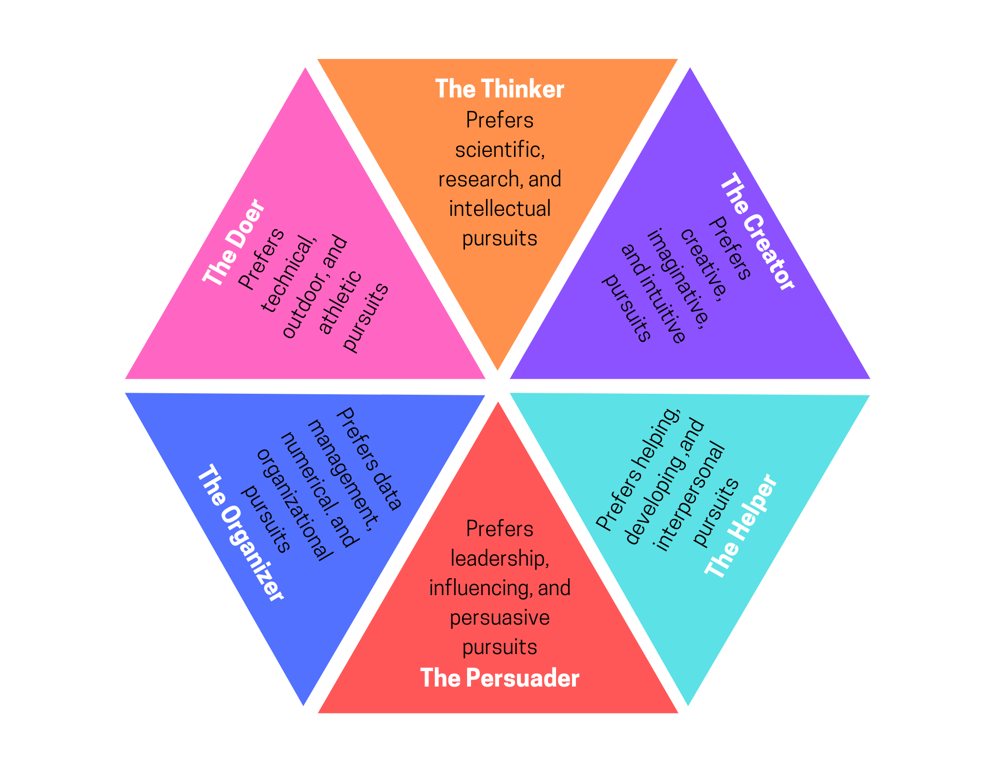 The Thinker
Prefers
scientific,
research, and
intellectual
pursuits
The Creator
Prefers
creative,
imaginative,
and intuitive
pursuits
Prefers helping,
developing ,and
interpersonal
pursuits
The Helper
Prefers
leadership,
influencing, and
persuasive
pursuits
The Persuader
Prefers data
management,
numerical. and
organizational
pursuits
The Organizer
The Doer
Prefers
technical,
outdoor, and
athletic
pursuits